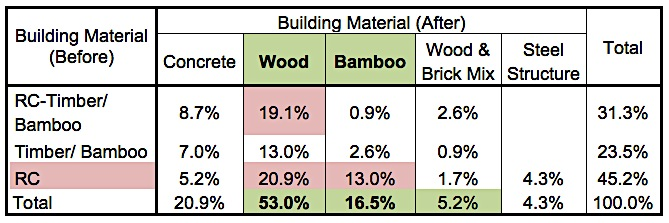 Building Material (After)
Building Material
(Before)
Concrete Wood Bamboo Wood & Brick Mix Steel Structure Total
RC-Timber/
Bamboo 8.7% 19.1% 0.9% 2.6% 31.3%
Timber/ Bamboo 7.0% 13.0% 2.6% 0.9% 23.5%
RC 5.2% 20.9% 13.0% 1.7% 4.3% 45.2%
Total 20.9% 53.0% 16.5% 5.2% 4.3% 100.0%